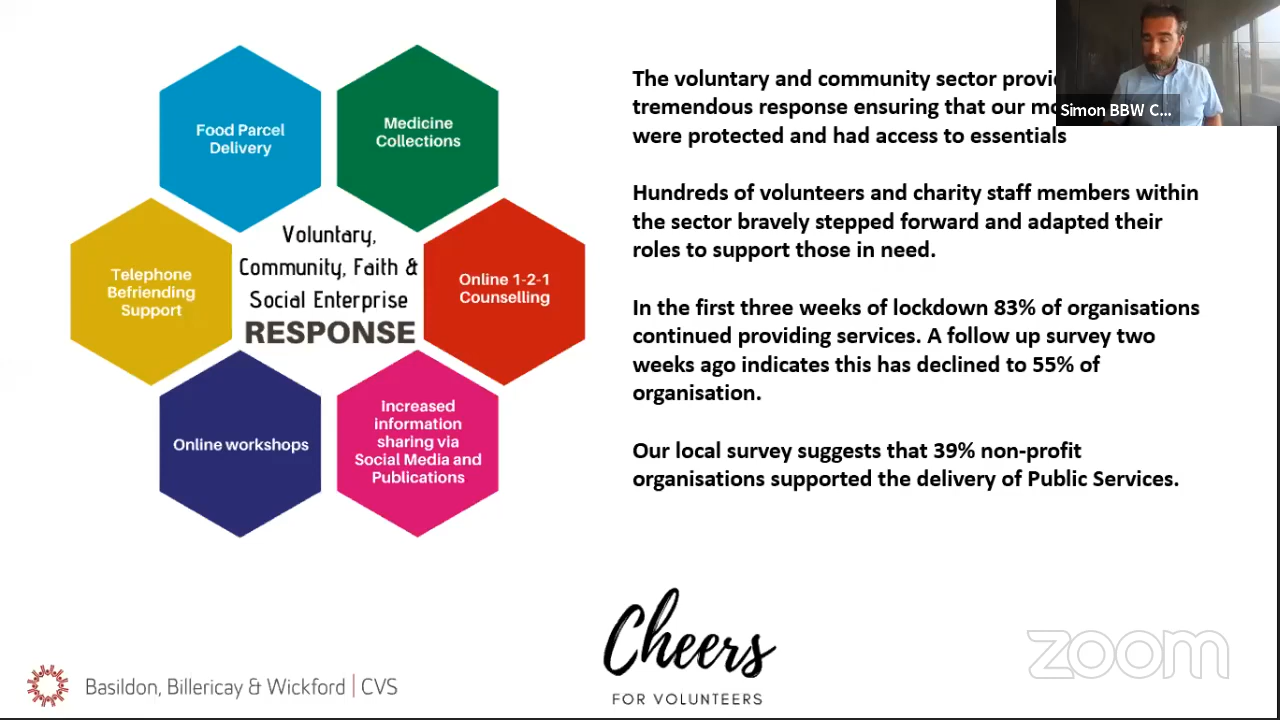 Food Parcel
Delivery
Medicine
Collections
Telephone
Befriending
Support
Voluntary,
Community, Faith &
Social Enterprise
RESPONSE
Online 1-2-1
Counselling
Online workshops
Increased
information
sharing via
Social Media and
Publications
The voluntary and community sector
tremendous response ensuring that our
were protected and had access to essentials
Hundreds of volunteers and charity staff members within
the sector bravely stepped forward and adapted their
roles to support those in need.
In the first three weeks of lockdown 83% of organisations
continued providing services. A follow up survey two
weeks ago indicates this has declined to 55% of
organisation.
Our local survey suggests that 39% non-profit
organisations supported the delivery of Public Services.
Simon BBW C...
Cheers
FOR VOLUNTEERS
Basildon, Billericay & Wickford | CVS
zoom